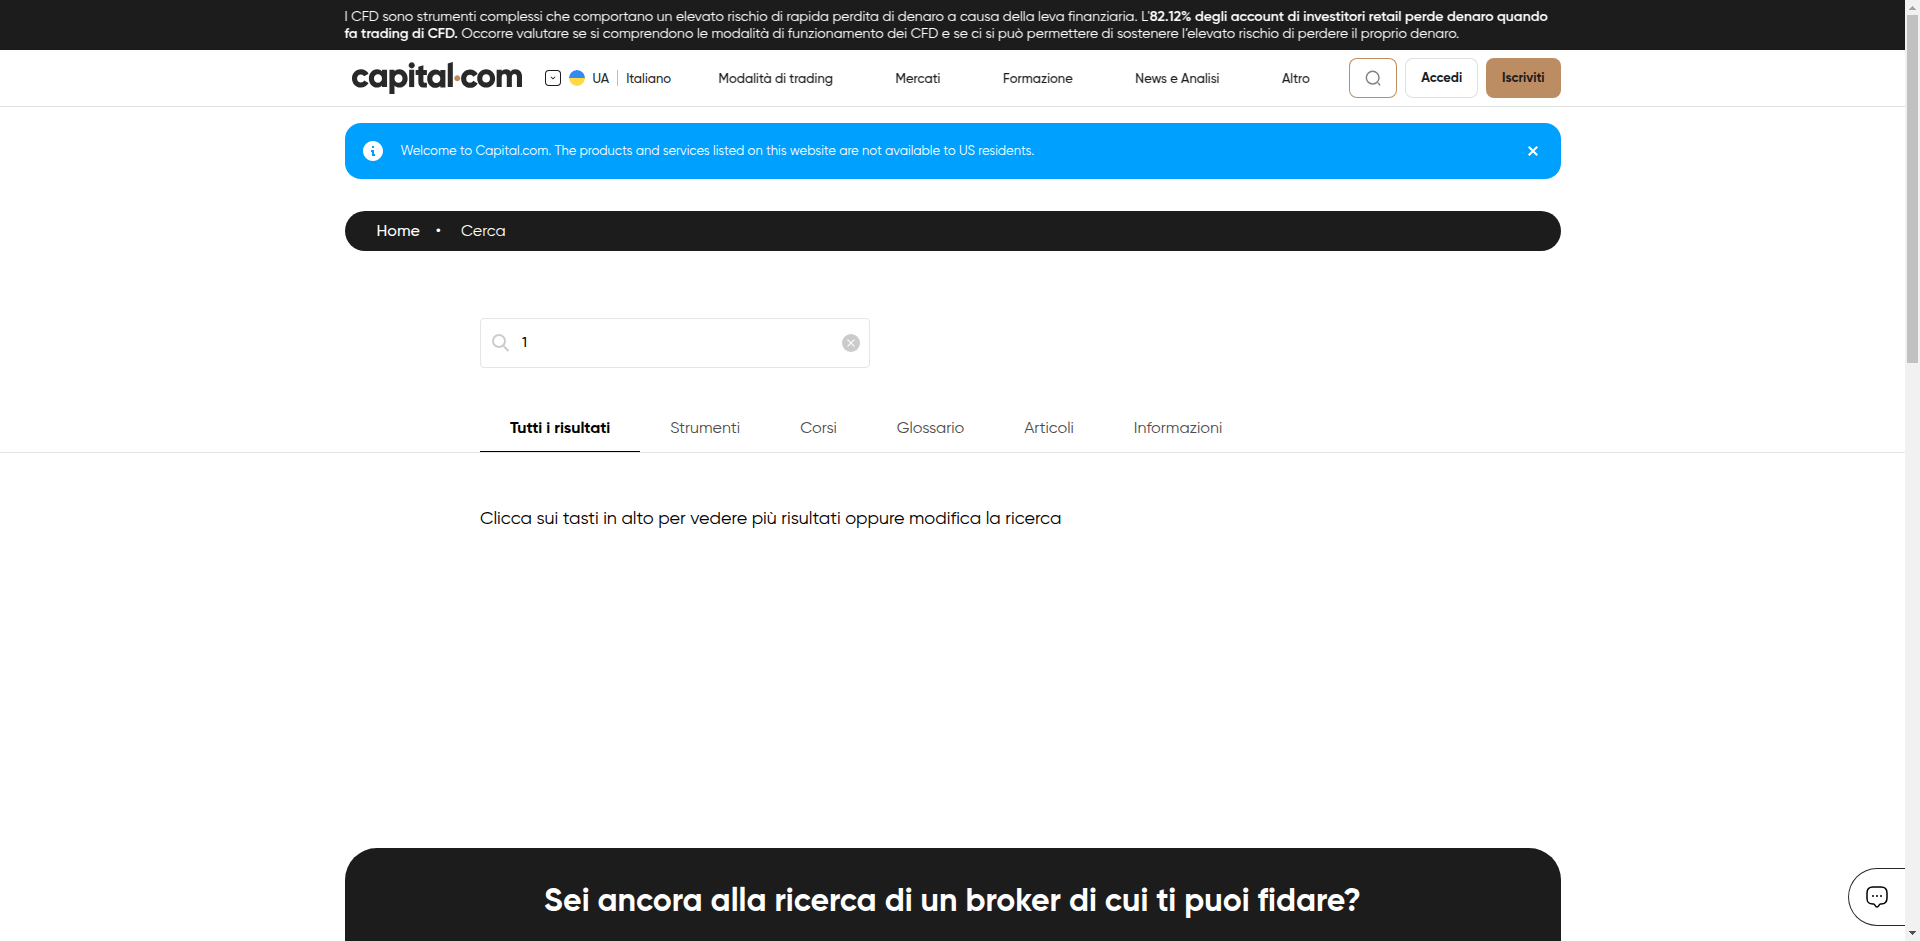 I CFD sono strumenti complessi che comportano un elevato rischio di rapida perdita di denaro a causa della leva finanziaria. L'82.12% degli account di investitori retail perde denaro quando
fa trading di CFD. Occorre valutare se si comprendono le modalità di funzionamento dei CFD e se ci si può permettere di sostenere l’elevato rischio di perdere il proprio denaro.
capital.com UA Italiano Modalità di trading Mercati Formazione News e Analisi Altro Accedi Iscriviti
Welcome to Capital.com. The products and services listed on this website are not available to US residents.
Home • Cerca
1
Tutti i risultati Strumenti Corsi Glossario Articoli Informazioni
Clicca sui tasti in alto per vedere più risultati oppure modifica la ricerca
Sei ancora alla ricerca di un broker di cui ti puoi fidare?